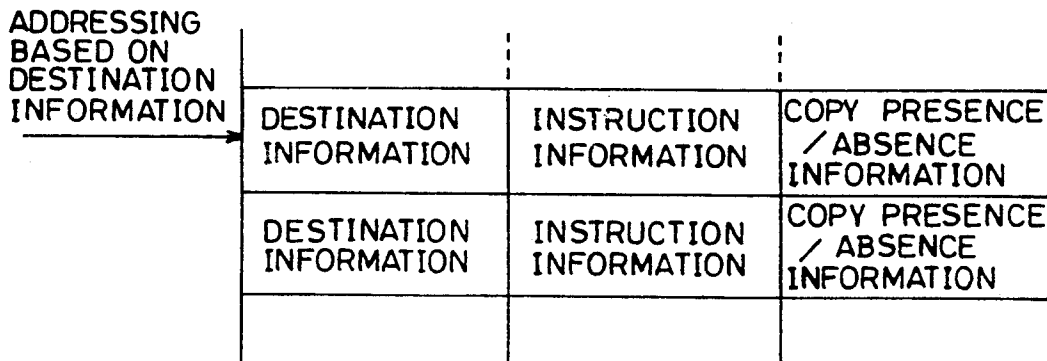 ADDRESSING
BASED ON
DESTINATION
INFORMATION
DESTINATION
INFORMATION
INSTRUCTION
INFORMATION
COPY PRESENCE
/ ABSENCE
INFORMATION
DESTINATION
INFORMATION
INSTRUCTION
INFORMATION
COPY PRESENCE
/ ABSENCE
INFORMATION